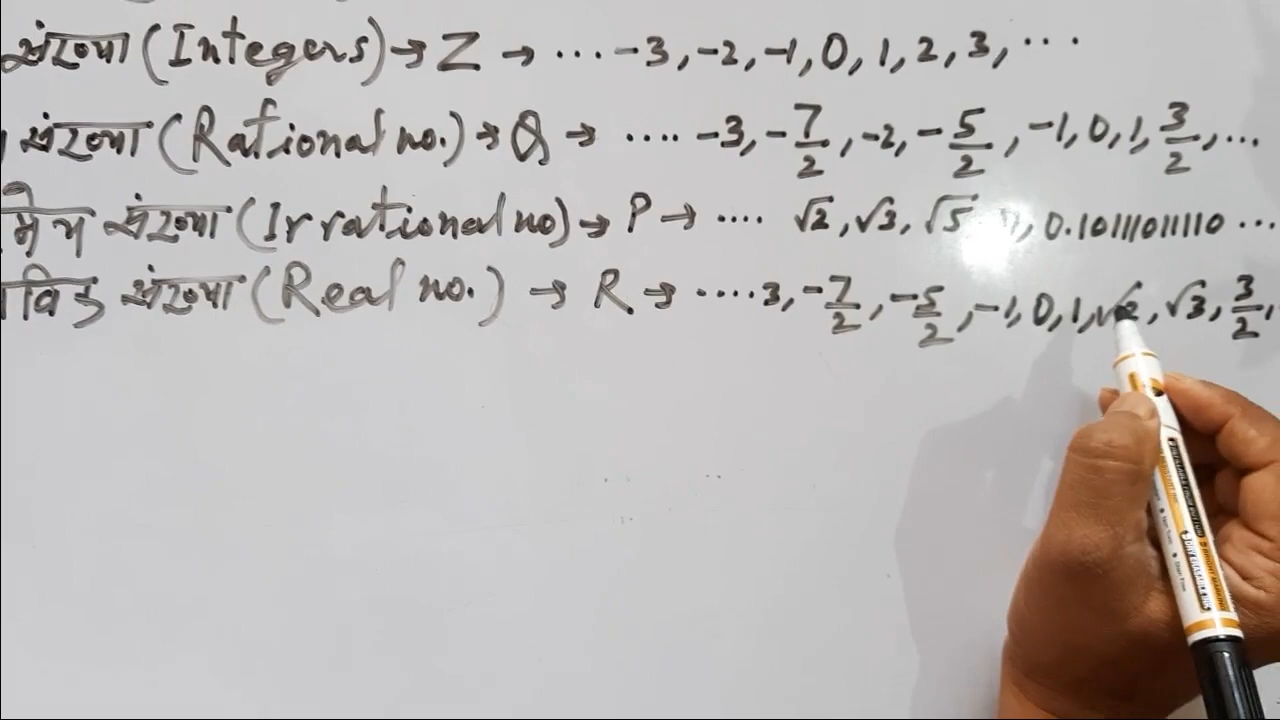 संख्या (Integers) → Z → ... -3, -2, -1, 0, 1, 2, 3, ...
संख्या (Rational no.) → Q → .... -3, -7/2, -2, -5/2, -1, 0, 1, 3/2, ...
मेय संख्या (Irrational no) → P → .... √2, √3, √5, 0.10111011110 ...
संख्या (Real no.) → R → ....3, -7/2, -5/2, -1, 0, 1, √2, √3, 3/2,